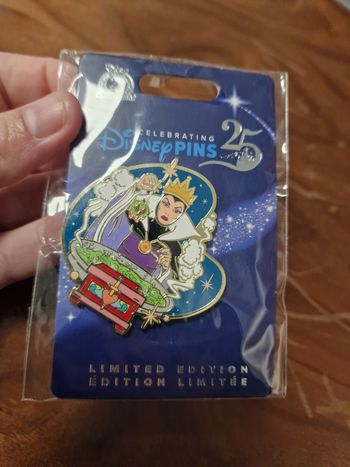 CELEBRATING
DISNEY PINS
25
LIMITED EDITION
ÉDITION LIMITÉE